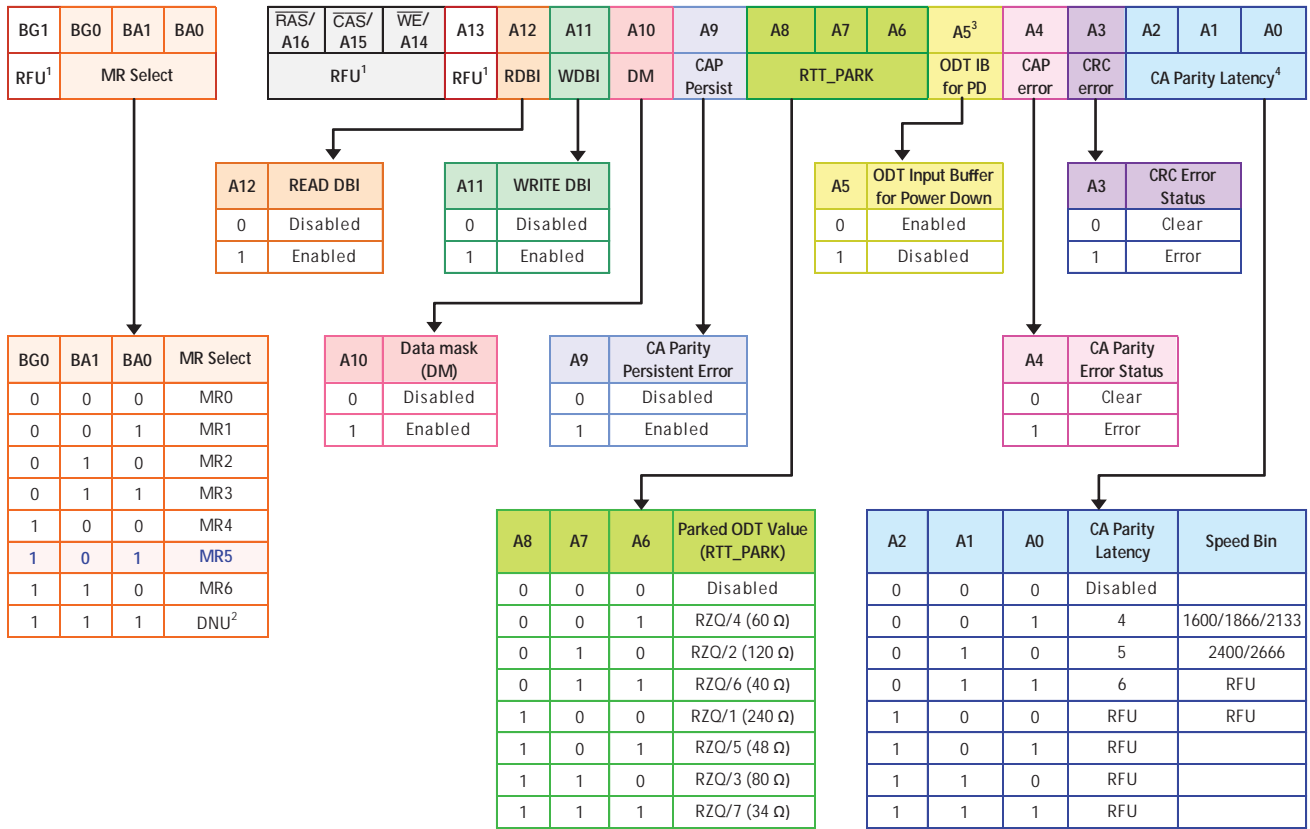 BG1 BG0 BA1 BA0 RAS/ A16 CAS/ A15 WE/ A14 A13 A12 A11 A10 A9 A8 A7 A6 A5³ A4 A3 A2 A1 A0
RFU¹ MR Select RFU¹ RFU¹ RDBI WDBI DM CAP Persist RTT_PARK ODT IB for PD CAP error CRC error CA Parity Latency⁴
A12 READ DBI
0 Disabled
1 Enabled
A11 WRITE DBI
0 Disabled
1 Enabled
A5 ODT Input Buffer for Power Down
0 Enabled
1 Disabled
A3 CRC Error Status
0 Clear
1 Error
BG0 BA1 BA0 MR Select
0 0 0 MR0
0 0 1 MR1
0 1 0 MR2
0 1 1 MR3
1 0 0 MR4
1 0 1 MR5
1 1 0 MR6
1 1 1 DNU²
A10 Data mask (DM)
0 Disabled
1 Enabled
A9 CA Parity Persistent Error
0 Disabled
1 Enabled
A4 CA Parity Error Status
0 Clear
1 Error
A8 A7 A6 Parked ODT Value (RTT_PARK)
0 0 0 Disabled
0 0 1 RZQ/4 (60 Ω)
0 1 0 RZQ/2 (120 Ω)
0 1 1 RZQ/6 (40 Ω)
1 0 0 RZQ/1 (240 Ω)
1 0 1 RZQ/5 (48 Ω)
1 1 0 RZQ/3 (80 Ω)
1 1 1 RZQ/7 (34 Ω)
A2 A1 A0 CA Parity Latency Speed Bin
0 0 0 Disabled
0 0 1 4 1600/1866/2133
0 1 0 5 2400/2666
0 1 1 6 RFU
1 0 0 RFU RFU
1 0 1 RFU
1 1 0 RFU
1 1 1 RFU